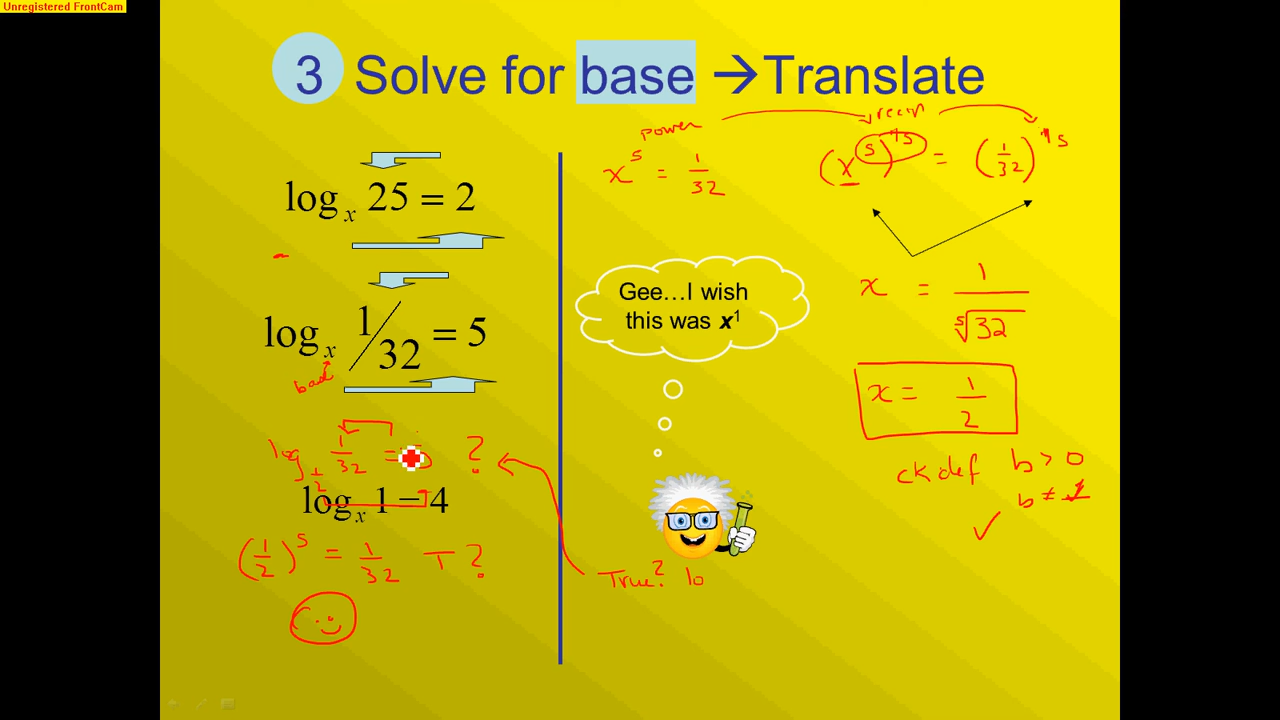 Unregistered FrontCam
3 Solve for base →Translate
log x 25 = 2
log x 1/32 = 5
base
log 1/2 1/32 = 5 ?
log x 1 = 4
(1/2)^5 = 1/32 T ?
power
x^5 = 1/32
recip
(x^5)^1/5 = (1/32)^1/5
Gee…I wish
this was x^1
x = 1/⁵√32
x = 1/2
ck def b > 0
b ≠ 1
✓
True? lo